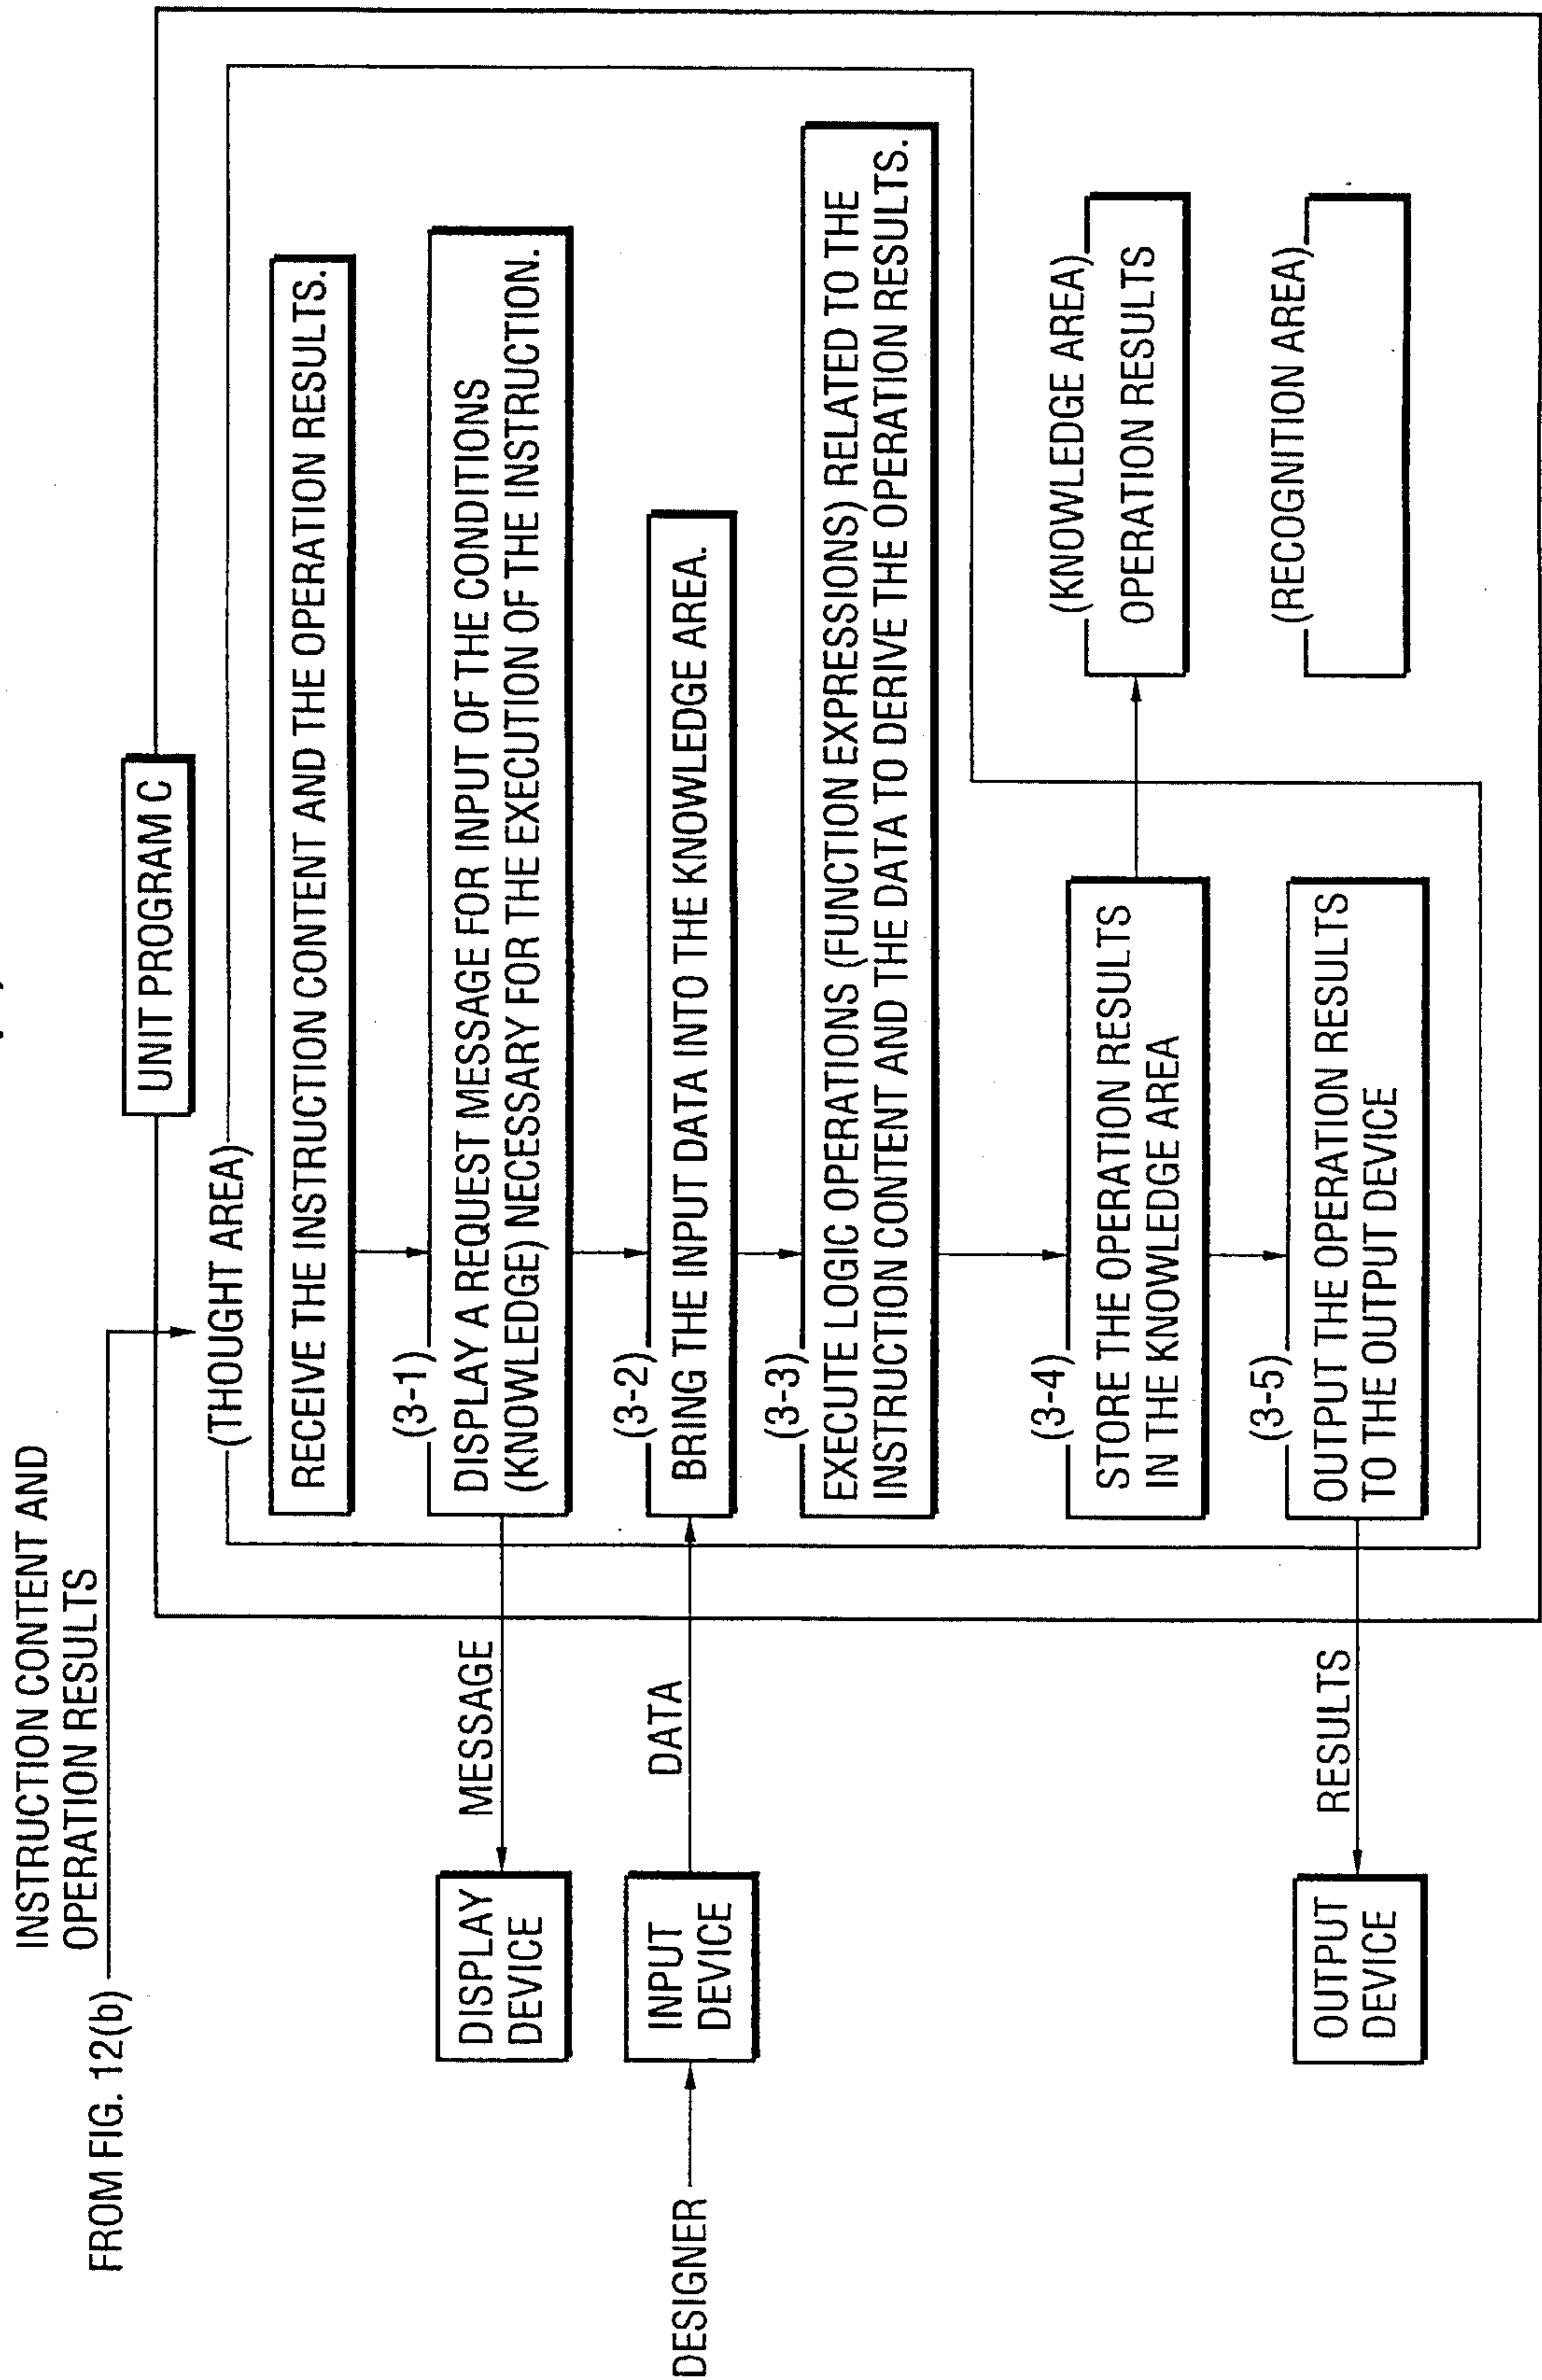 INSTRUCTION CONTENT AND
OPERATION RESULTS
FROM FIG. 12(b)
UNIT PROGRAM C
(THOUGHT AREA)
RECEIVE THE INSTRUCTION CONTENT AND THE OPERATION RESULTS.
(3-1)
DISPLAY A REQUEST MESSAGE FOR INPUT OF THE CONDITIONS
(KNOWLEDGE) NECESSARY FOR THE EXECUTION OF THE INSTRUCTION.
MESSAGE
DISPLAY
DEVICE
(3-2)
BRING THE INPUT DATA INTO THE KNOWLEDGE AREA.
DATA
INPUT
DEVICE
DESIGNER
(3-3)
EXECUTE LOGIC OPERATIONS (FUNCTION EXPRESSIONS) RELATED TO THE
INSTRUCTION CONTENT AND THE DATA TO DERIVE THE OPERATION RESULTS.
(3-4)
STORE THE OPERATION RESULTS
IN THE KNOWLEDGE AREA
(KNOWLEDGE AREA)
OPERATION RESULTS
(3-5)
OUTPUT THE OPERATION RESULTS
TO THE OUTPUT DEVICE
(RECOGNITION AREA)
RESULTS
OUTPUT
DEVICE